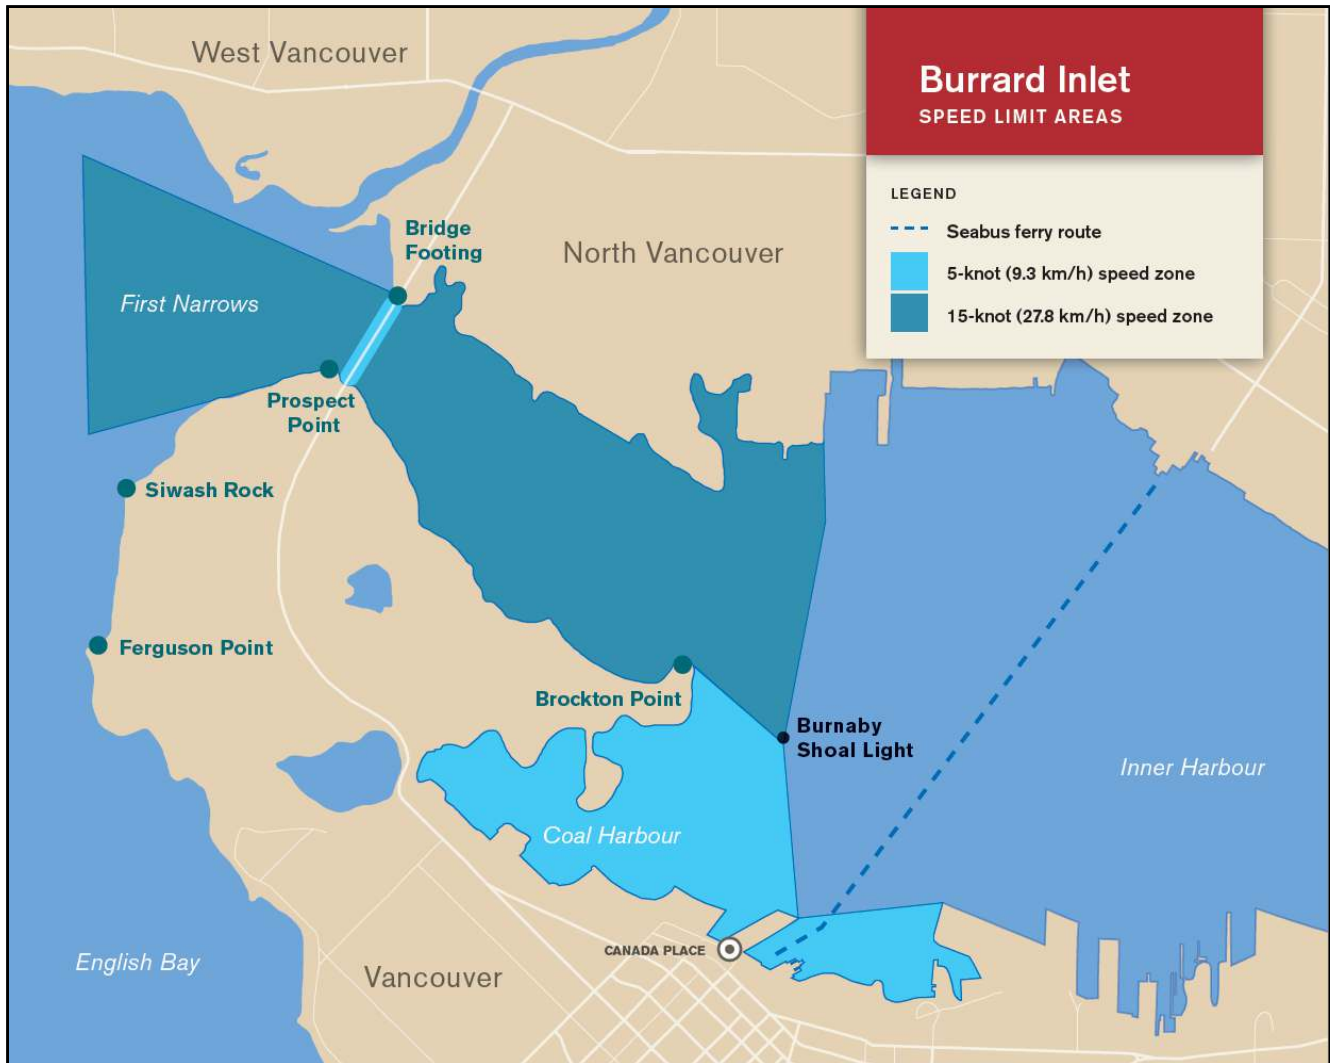 West Vancouver
Burrard Inlet
SPEED LIMIT AREAS
LEGEND
Seabus ferry route
5-knot (9.3 km/h) speed zone
15-knot (27.8 km/h) speed zone
Bridge
Footing
North Vancouver
First Narrows
Prospect
Point
Siwash Rock
Ferguson Point
Brockton Point
Burnaby
Shoal Light
Inner Harbour
Coal Harbour
CANADA PLACE
English Bay
Vancouver